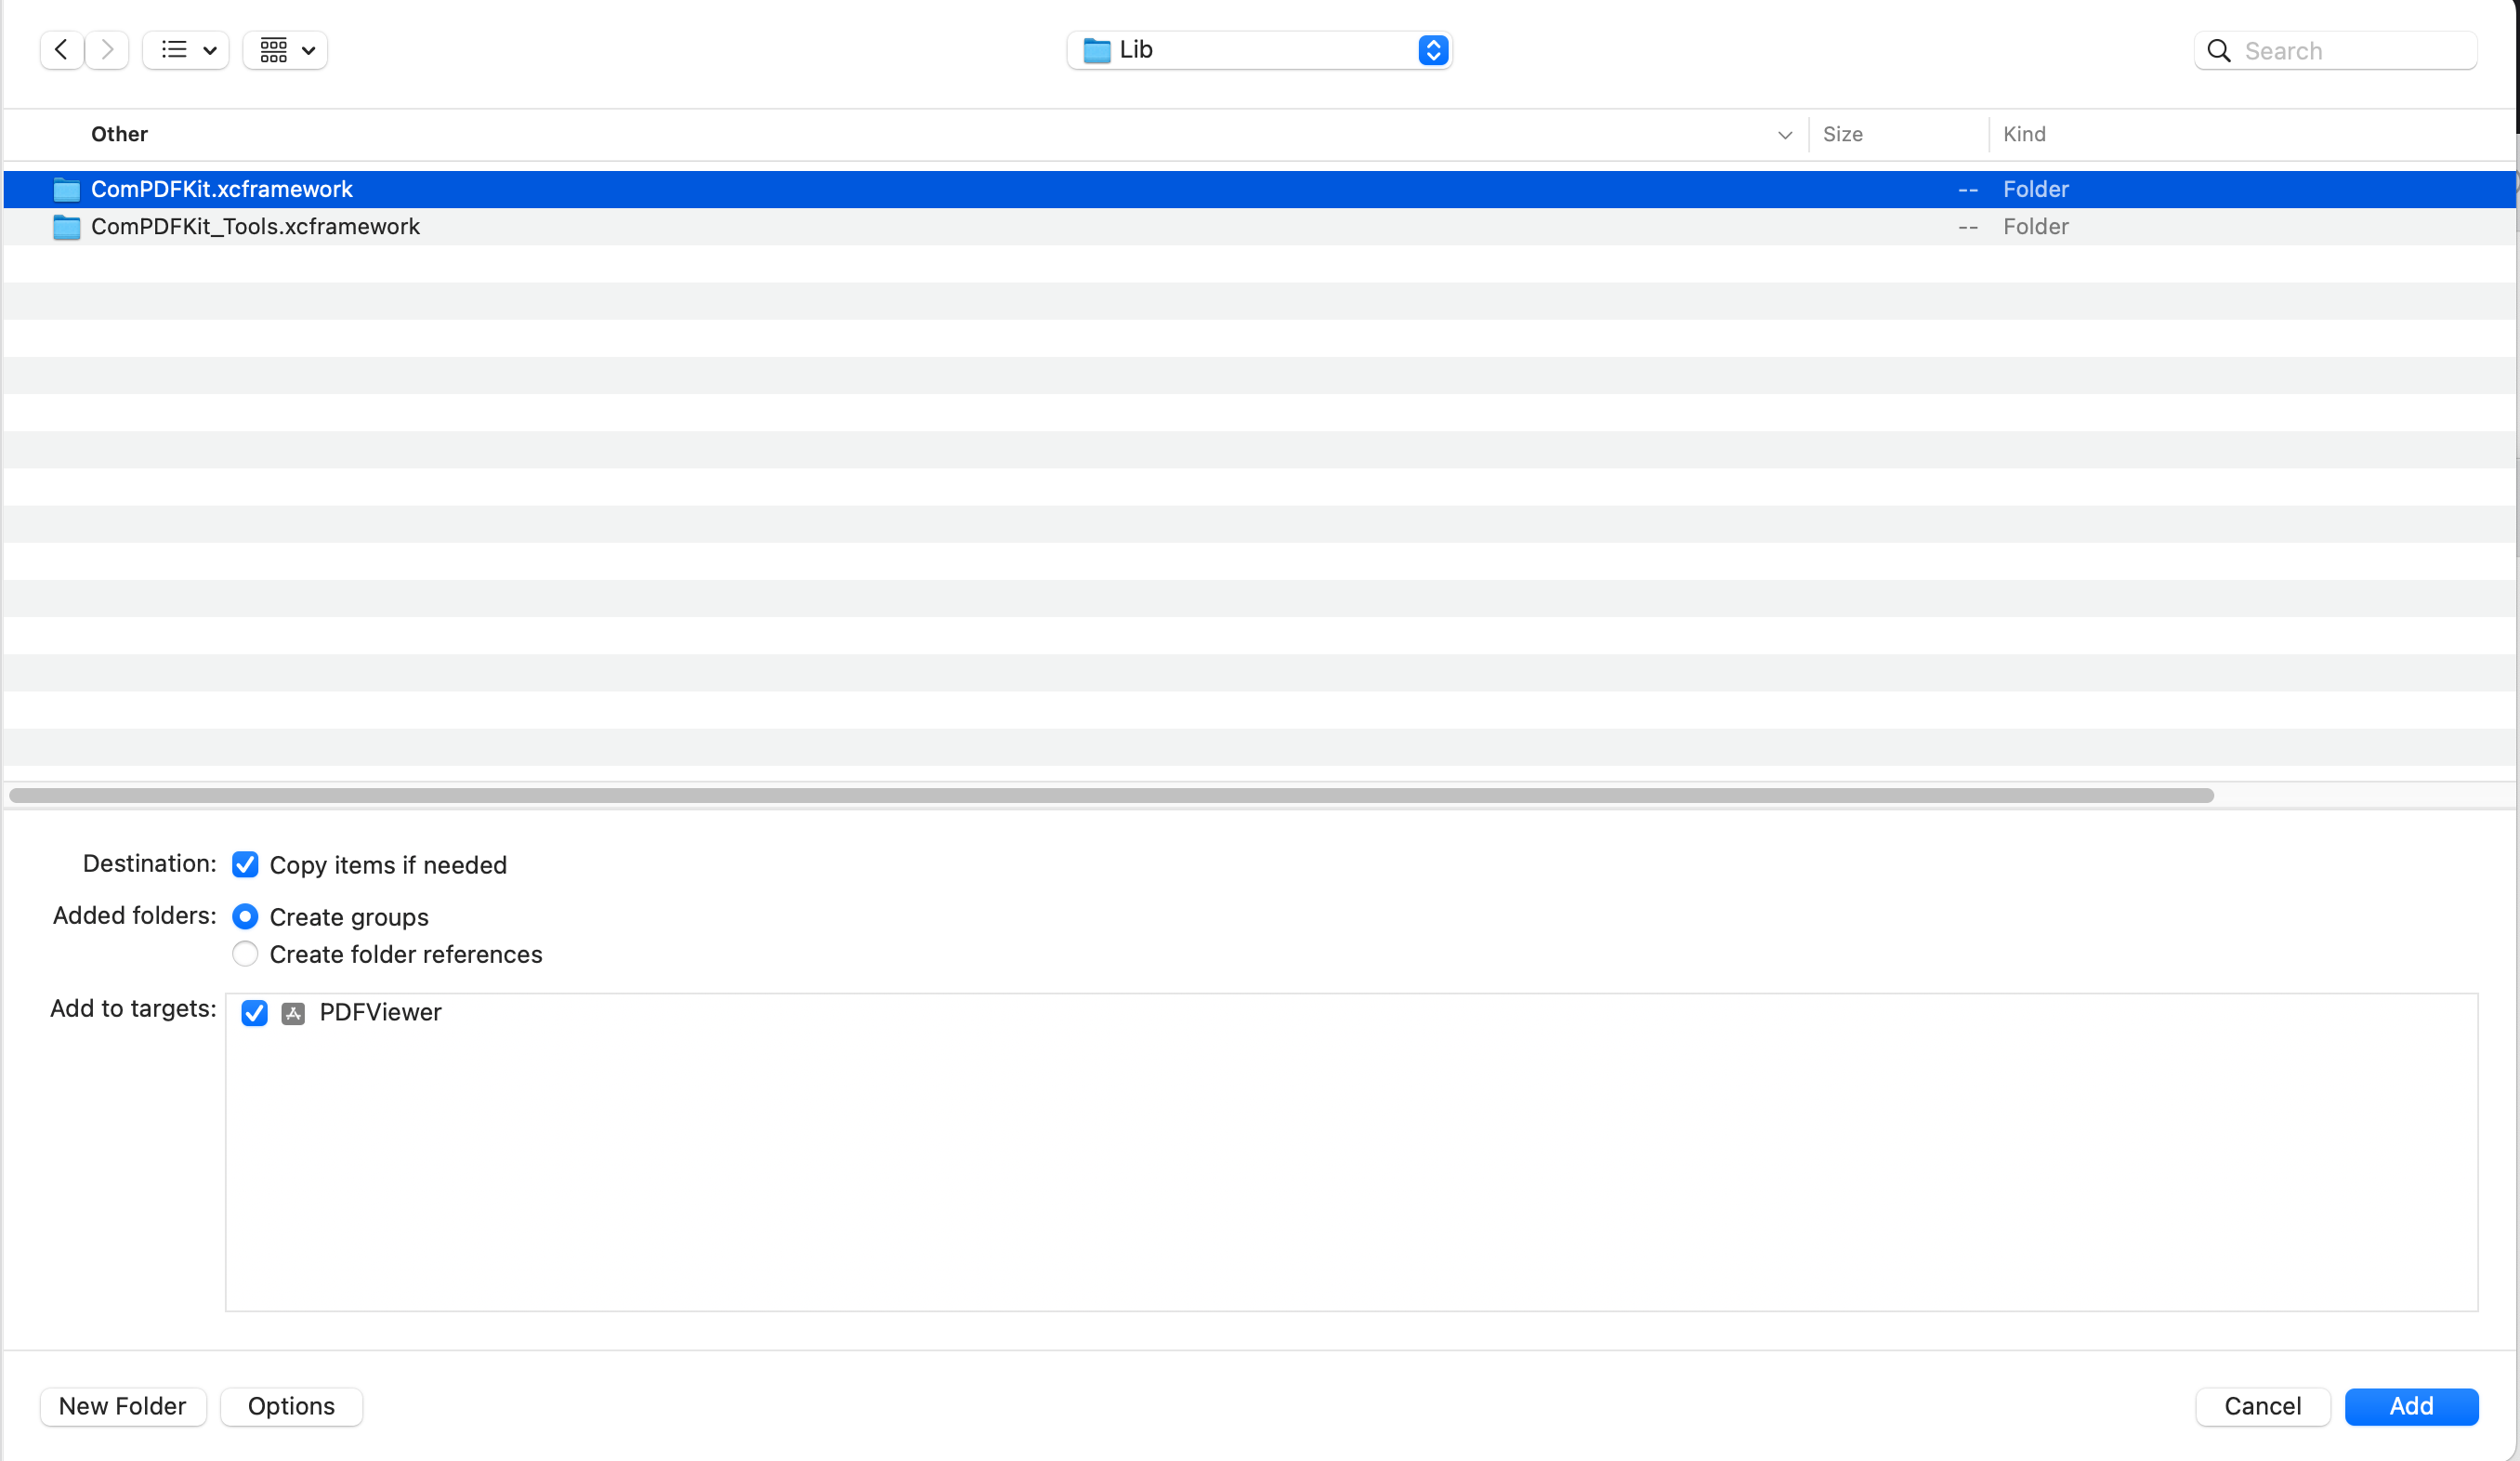 Lib
Search
Other Size Kind
ComPDFKit.xcframework -- Folder
ComPDFKit_Tools.xcframework -- Folder
Destination: Copy items if needed
Added folders: Create groups
Create folder references
Add to targets: PDFViewer
New Folder Options Cancel Add